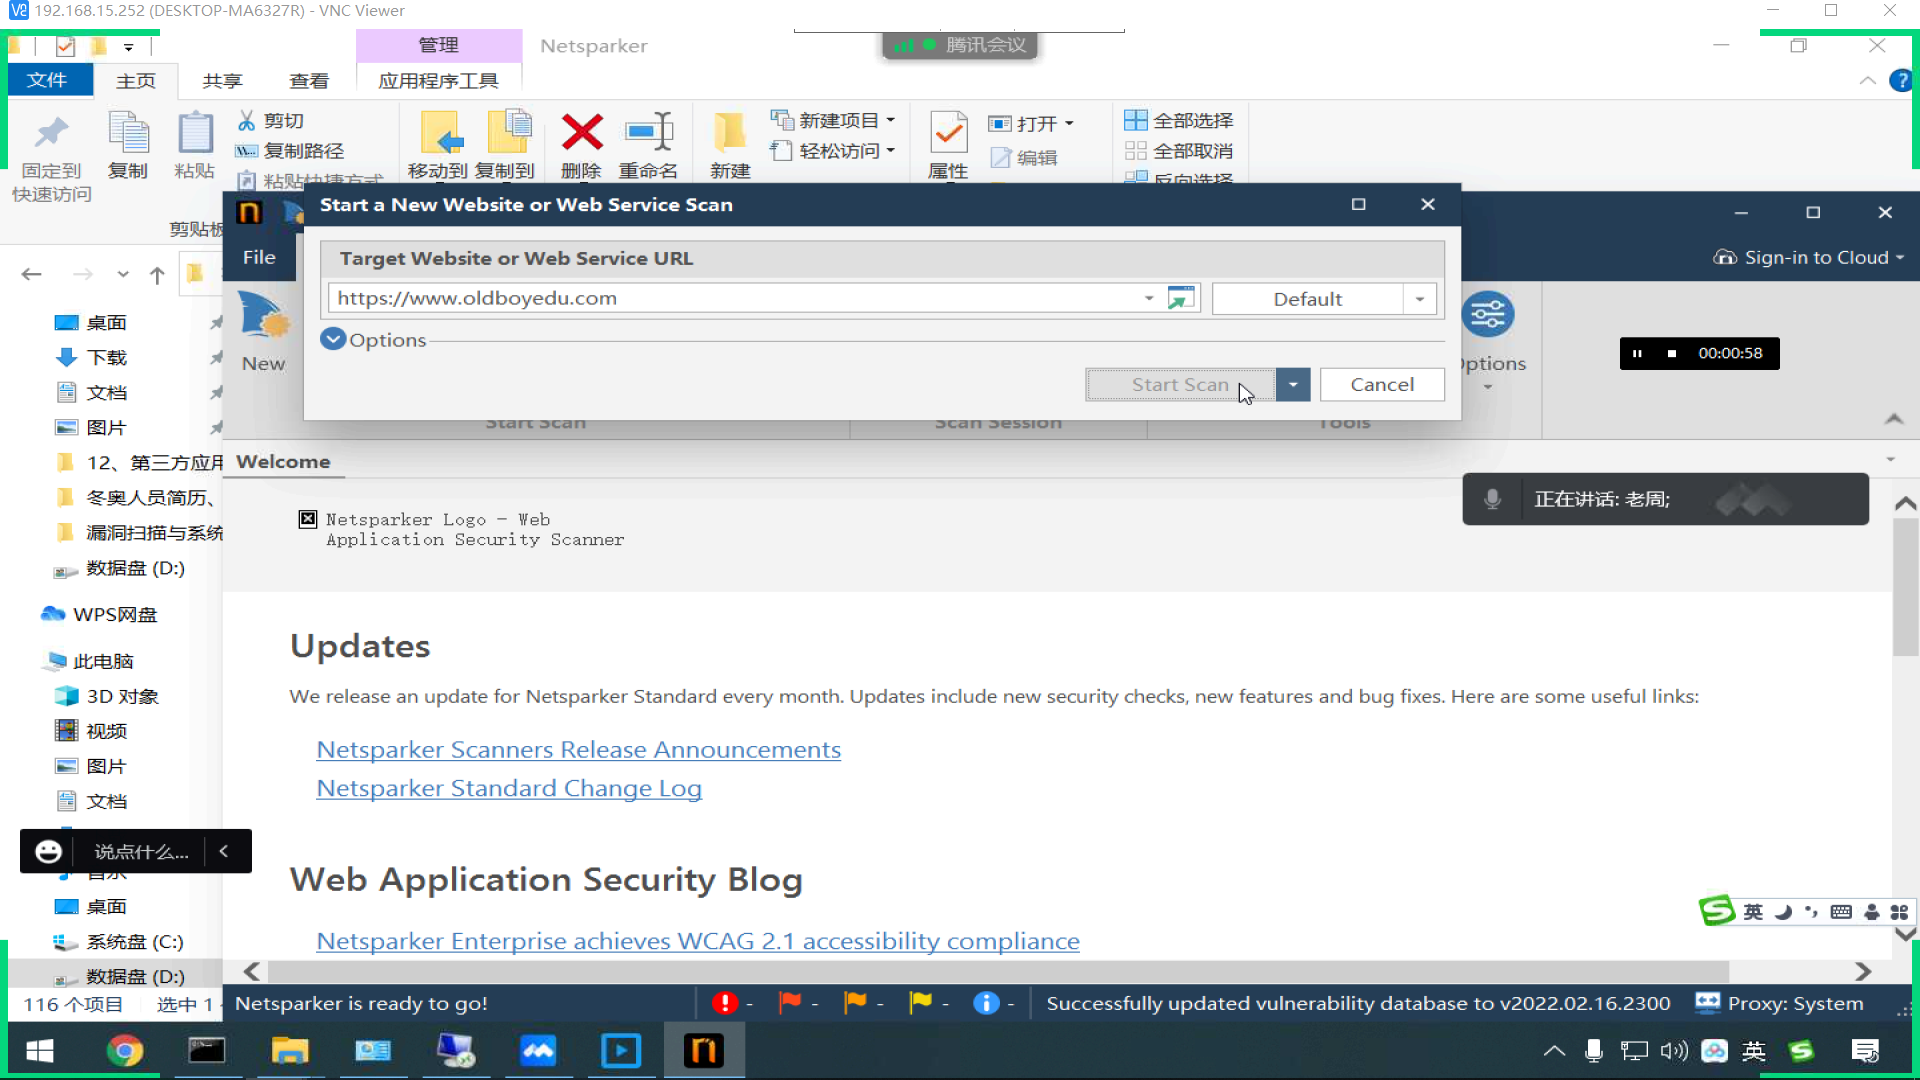 192.168.15.252 (DESKTOP-MA6327R) - VNC Viewer
管理
Netsparker
腾讯会议
文件
主页
共享
查看
应用程序工具
固定到
快速访问
复制
粘贴
剪切
复制路径
粘贴快捷方式
移动到
复制到
删除
重命名
新建
新建项目
轻松访问
属性
打开
编辑
全部选择
全部取消
反向选择
剪贴板
Start a New Website or Web Service Scan
File
Sign-in to Cloud
Target Website or Web Service URL
https://www.oldboyedu.com
Default
Options
Start Scan
Cancel
New
ptions
00:00:58
Start Scan
Scan Session
Tools
Welcome
正在讲话: 老周;
Netsparker Logo - Web
Application Security Scanner
桌面
下载
文档
图片
12、第三方应用
冬奥人员简历、
漏洞扫描与系统
数据盘 (D:)
WPS网盘
此电脑
3D 对象
视频
图片
文档
说点什么...
音乐
桌面
系统盘 (C:)
数据盘 (D:)
Updates
We release an update for Netsparker Standard every month. Updates include new security checks, new features and bug fixes. Here are some useful links:
Netsparker Scanners Release Announcements
Netsparker Standard Change Log
Web Application Security Blog
Netsparker Enterprise achieves WCAG 2.1 accessibility compliance
英
116 个项目
选中 1
Netsparker is ready to go!
-
-
-
-
-
Successfully updated vulnerability database to v2022.02.16.2300
Proxy: System
英